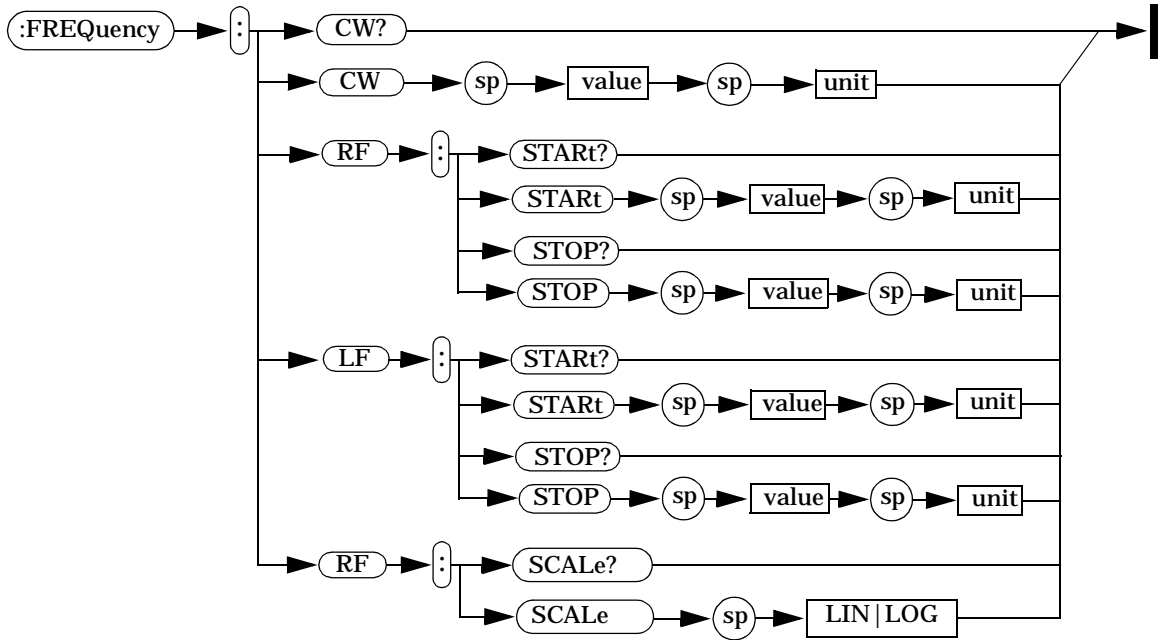 :FREQuency : CW?
CW sp value sp unit
RF : STARt?
STARt sp value sp unit
STOP?
STOP sp value sp unit
LF : STARt?
STARt sp value sp unit
STOP?
STOP sp value sp unit
RF : SCALe?
SCALe sp LIN|LOG